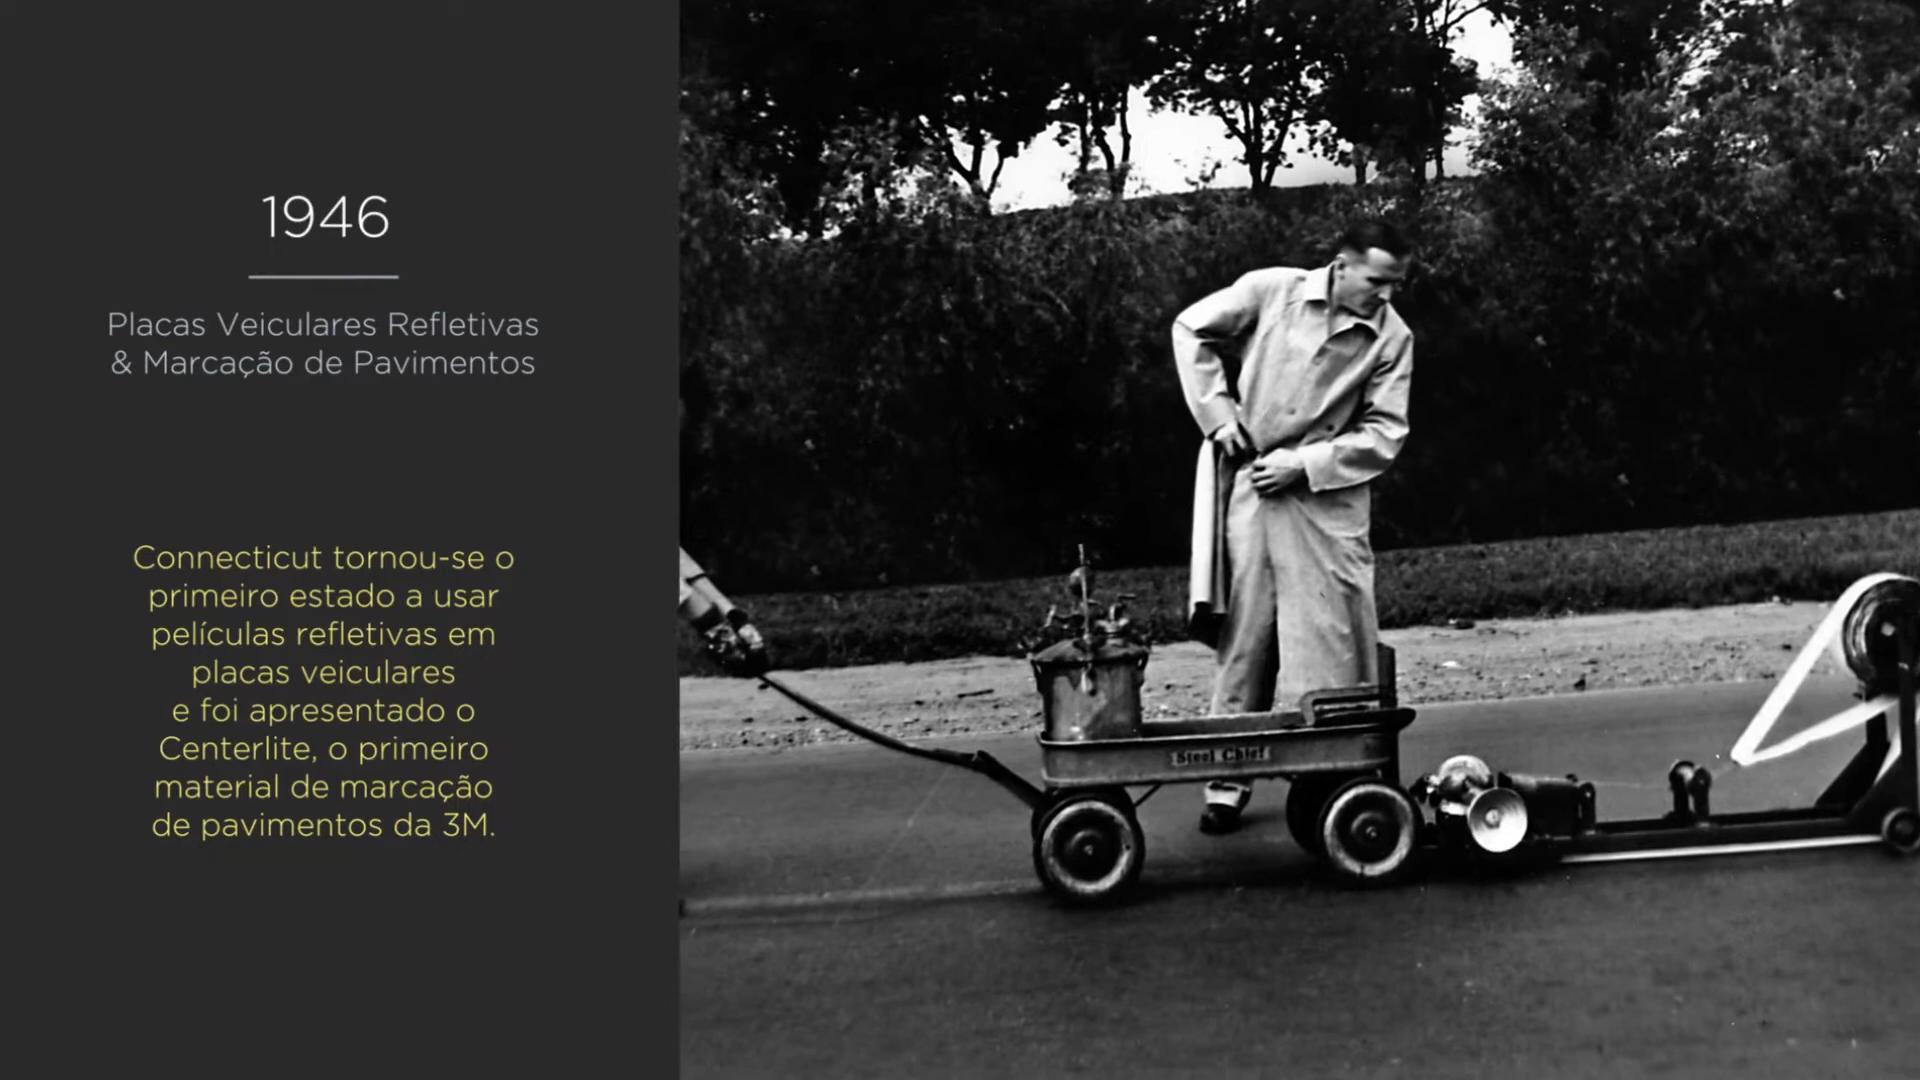 1946
Placas Veiculares Refletivas
& Marcação de Pavimentos
Connecticut tornou-se o
primeiro estado a usar
películas refletivas em
placas veiculares
e foi apresentado o
Centerlite, o primeiro
material de marcação
de pavimentos da 3M.
Steel Chief